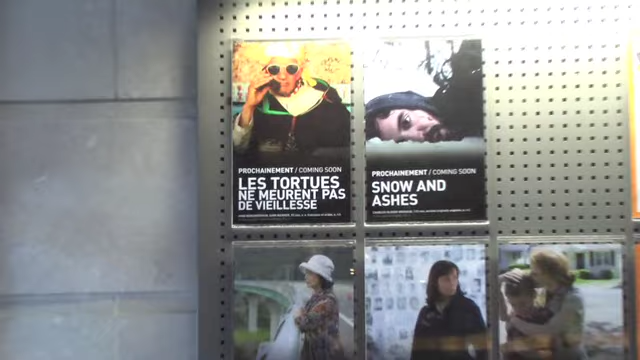 PROCHAINEMENT / COMING SOON
LES TORTUES
NE MEURENT PAS
DE VIEILLESSE
PROCHAINEMENT / COMING SOON
SNOW AND
ASHES